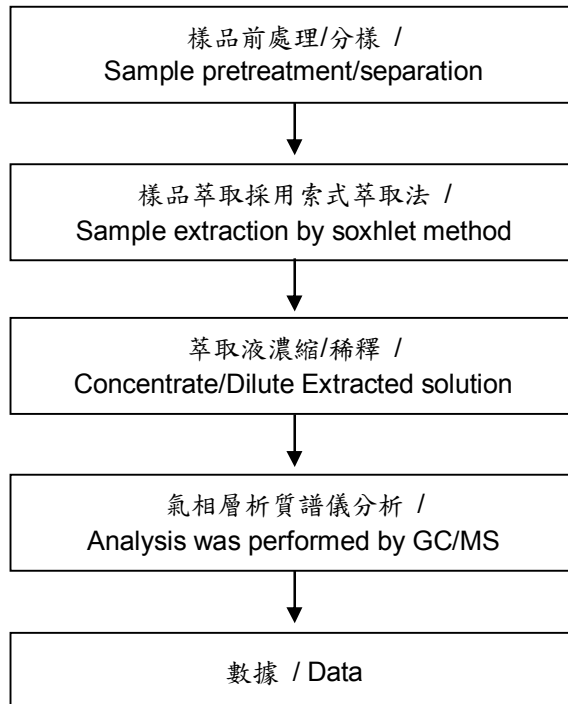 樣品前處理/分樣 /
Sample pretreatment/separation
樣品萃取採用索式萃取法 /
Sample extraction by soxhlet method
萃取液濃縮/稀釋 /
Concentrate/Dilute Extracted solution
氣相層析質譜儀分析 /
Analysis was performed by GC/MS
數據 / Data